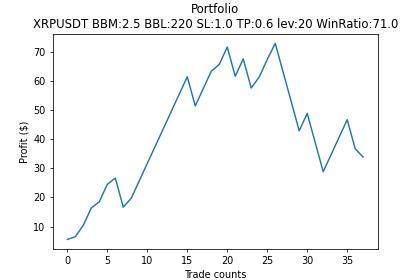 Portfolio
XRPUSDT BBM:2.5 BBL:220 SL:1.0 TP:0.6 lev:20 WinRatio:71.0
Profit ($)
70
60
50
40
30
20
10
0 5 10 15 20 25 30 35
Trade counts